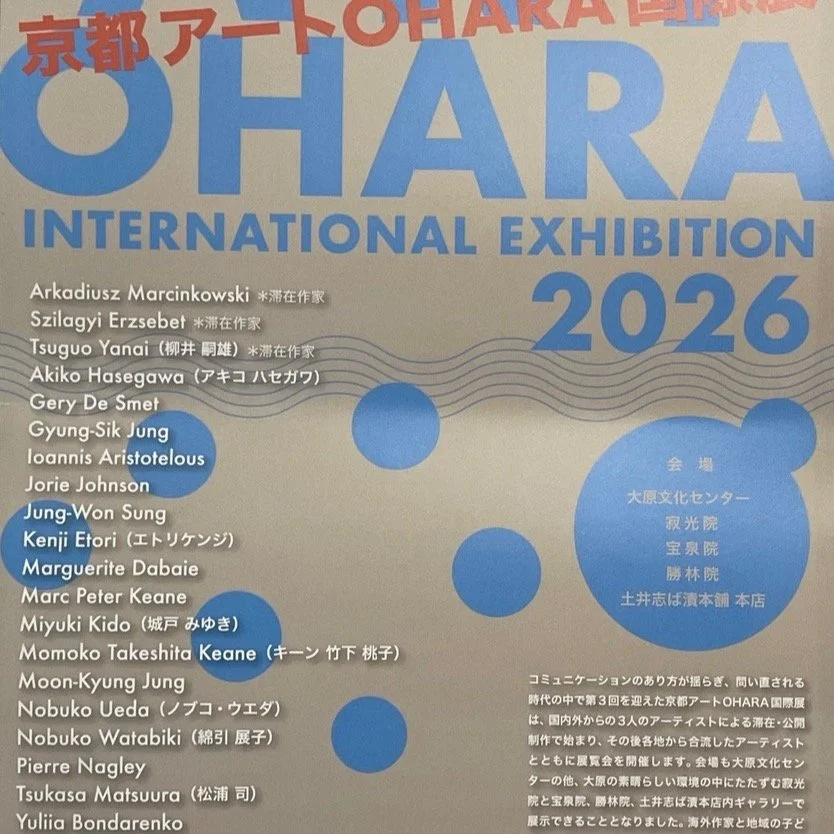 京都アートOHARA国際展
OHARA
INTERNATIONAL EXHIBITION
2026
Arkadiusz Marcinkowski *滞在作家
Szilagyi Erzsebet *滞在作家
Tsuguo Yanai(柳井 嗣雄)*滞在作家
Akiko Hasegawa(アキコ ハセガワ)
Gery De Smet
Gyung-Sik Jung
Ioannis Aristotelous
Jorie Johnson
Jung-Won Sung
Kenji Etori(エトリケンジ)
Marguerite Dabaie
Marc Peter Keane
Miyuki Kido(城戸 みゆき)
Momoko Takeshita Keane(キーン 竹下 桃子)
Moon-Kyung Jung
Nobuko Ueda(ノブコ・ウエダ)
Nobuko Watabiki(綿引 展子)
Pierre Nagley
Tsukasa Matsuura(松浦 司)
Yuliia Bondarenko
会 場
大原文化センター
寂光院
宝泉院
勝林院
土井志ば漬本舗 本店
コミュニケーションのあり方が揺らぎ、問い直される
時代の中で第3回を迎えた京都アートOHARA国際展
は、国内外からの3人のアーティストによる滞在・公開
制作で始まり、その後各地から合流したアーティスト
とともに展覧会を開催します。会場も大原文化セン
ターの他、大原の素晴らしい環境の中にたたずむ寂光
院と宝泉院、勝林院、土井志ば漬本店内ギャラリーで
展示できることとなりました。海外作家と地域の子ど